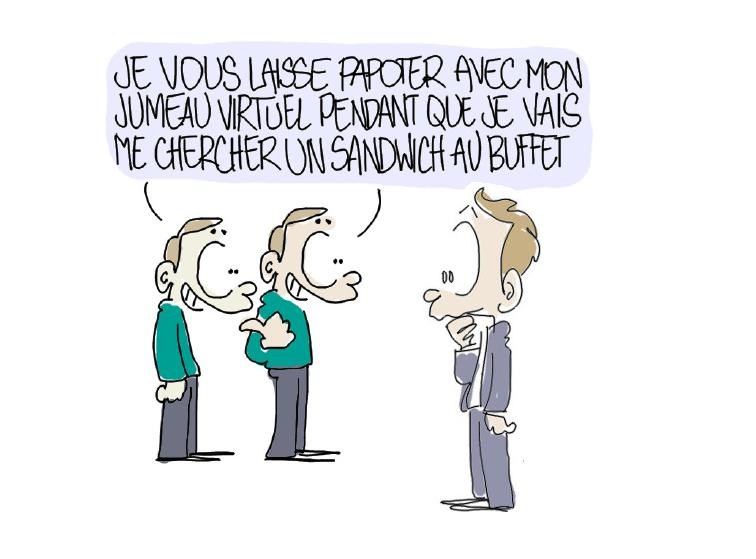 JE VOUS LAISSE PAPOTER AVEC MON
JUMEAU VIRTUEL PENDANT QUE JE VAIS
ME CHERCHER UN SANDWICH AU BUFFET